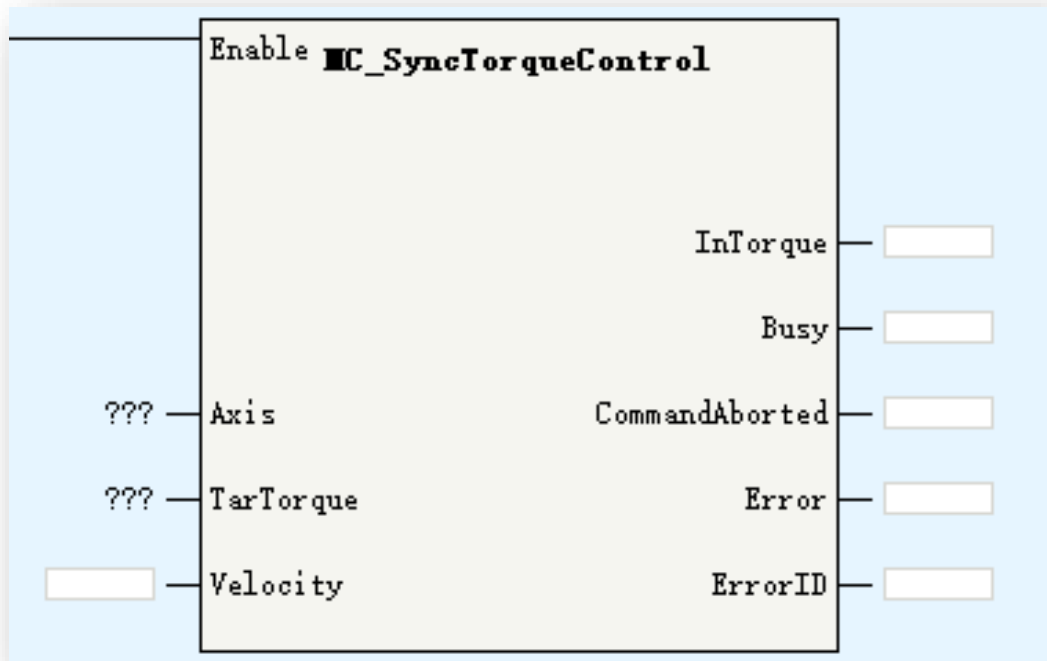 Enable
MC_SyncTorqueControl
InTorque
Busy
??? Axis
CommandAborted
??? TarTorque
Error
Velocity
ErrorID